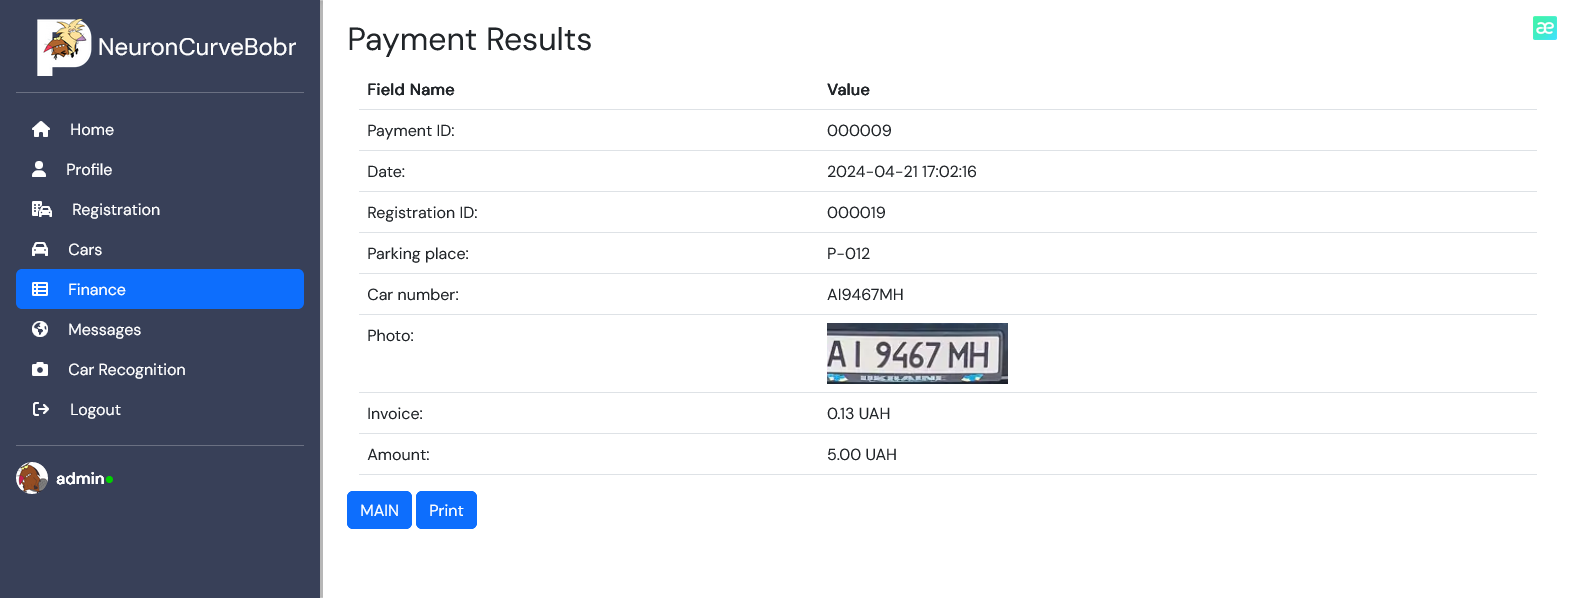 NeuronCurveBobr
Home
Profile
Registration
Cars
Finance
Messages
Car Recognition
Logout
admin
Payment Results
æ
Field Name Value
Payment ID: 000009
Date: 2024-04-21 17:02:16
Registration ID: 000019
Parking place: P-012
Car number: AI9467MH
Photo: AI 9467 MH
UKRAINE
Invoice: 0.13 UAH
Amount: 5.00 UAH
MAIN Print